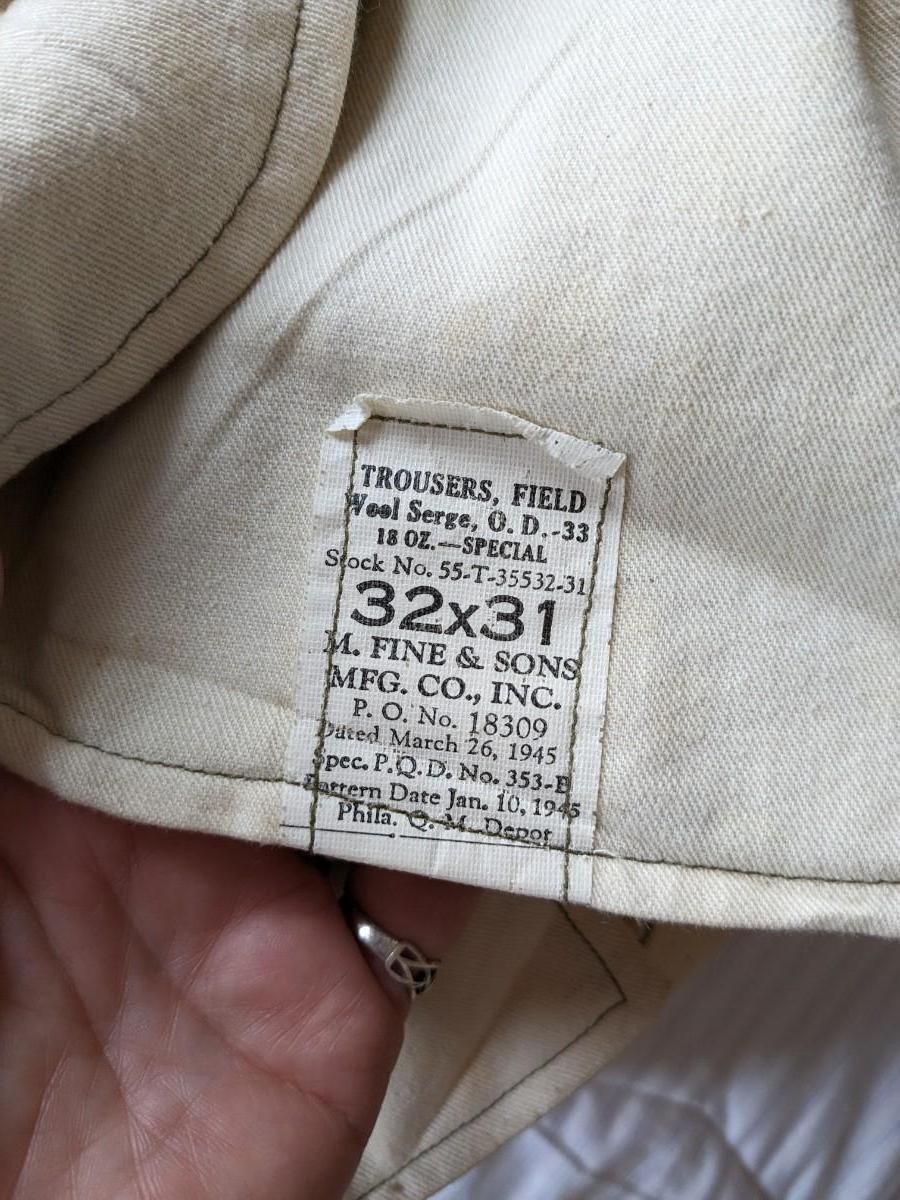 TROUSERS, FIELD
Wool Serge, O. D.-33
18 OZ.—SPECIAL
Stock No. 55-T-35532-31
32x31
M. FINE & SONS
MFG. CO., INC.
P. O. No. 18309
Dated March 26, 1945
Spec. P.Q.D. No. 353-E
Pattern Date Jan. 10, 1945
Phila. Q. M. Depot